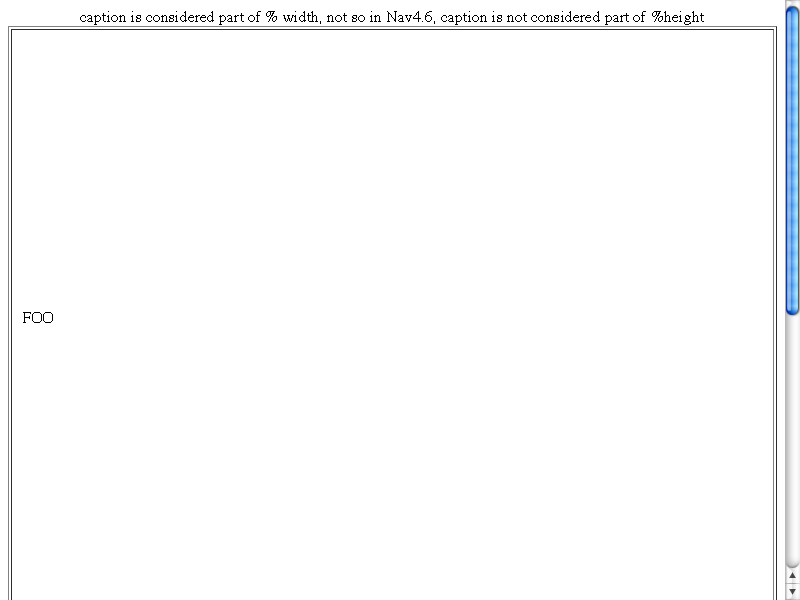 caption is considered part of % width, not so in Nav4.6, caption is not considered part of %height
FOO